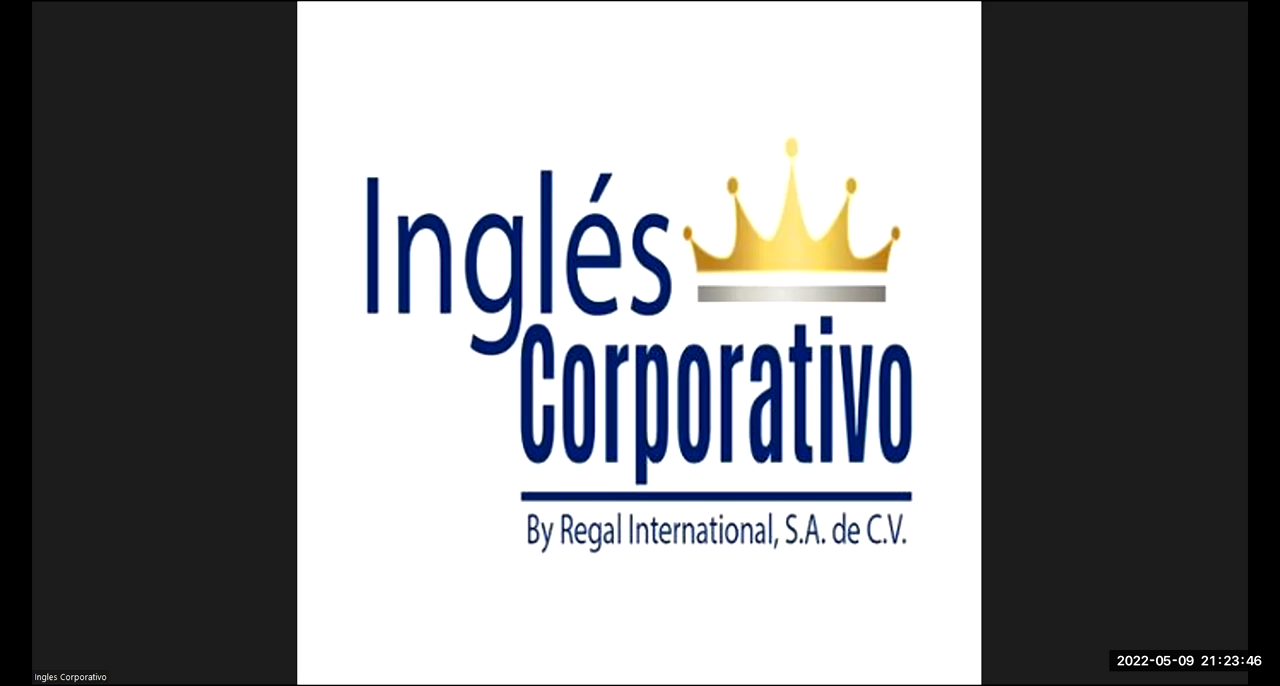 Inglés
Corporativo
By Regal International, S.A. de C.V.
Ingles Corporativo
2022-05-09 21:23:46